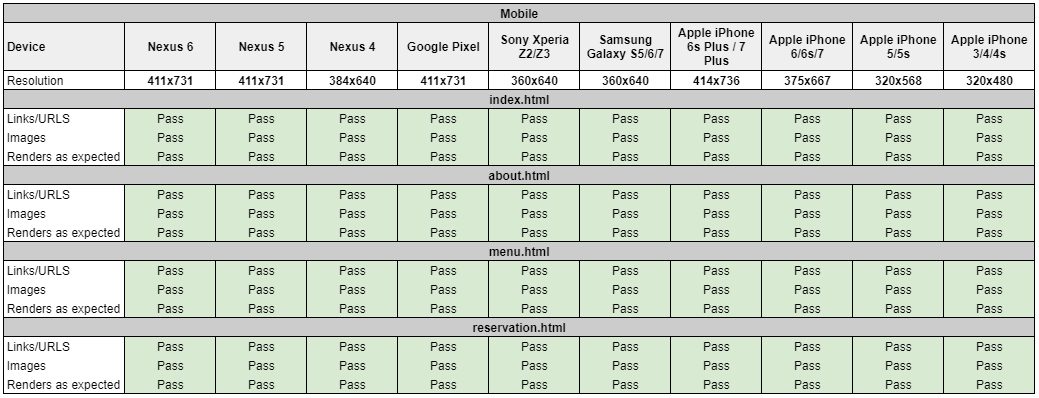 Mobile
Device Nexus 6 Nexus 5 Nexus 4 Google Pixel Sony Xperia Z2/Z3 Samsung Galaxy S5/6/7 Apple iPhone 6s Plus / 7 Plus Apple iPhone 6/6s/7 Apple iPhone 5/5s Apple iPhone 3/4/4s
Resolution 411x731 411x731 384x640 411x731 360x640 360x640 414x736 375x667 320x568 320x480
index.html
Links/URLS Pass Pass Pass Pass Pass Pass Pass Pass Pass Pass
Images Pass Pass Pass Pass Pass Pass Pass Pass Pass Pass
Renders as expected Pass Pass Pass Pass Pass Pass Pass Pass Pass Pass
about.html
Links/URLS Pass Pass Pass Pass Pass Pass Pass Pass Pass Pass
Images Pass Pass Pass Pass Pass Pass Pass Pass Pass Pass
Renders as expected Pass Pass Pass Pass Pass Pass Pass Pass Pass Pass
menu.html
Links/URLS Pass Pass Pass Pass Pass Pass Pass Pass Pass Pass
Images Pass Pass Pass Pass Pass Pass Pass Pass Pass Pass
Renders as expected Pass Pass Pass Pass Pass Pass Pass Pass Pass Pass
reservation.html
Links/URLS Pass Pass Pass Pass Pass Pass Pass Pass Pass Pass
Images Pass Pass Pass Pass Pass Pass Pass Pass Pass Pass
Renders as expected Pass Pass Pass Pass Pass Pass Pass Pass Pass Pass